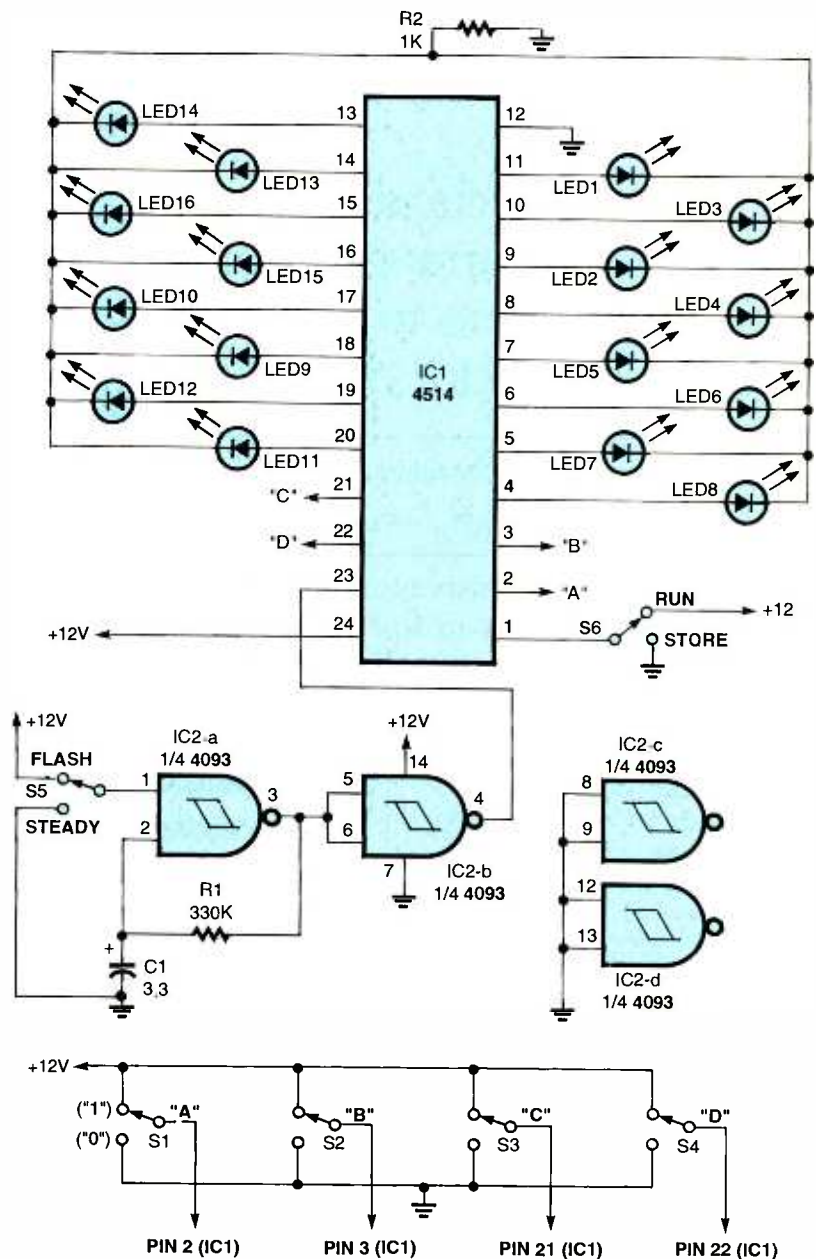 R2
1K
LED14
13
12
LED13
14
11
LED1
LED16
15
10
LED3
LED15
16
9
LED2
LED10
17
8
LED4
LED9
18
7
LED5
IC1
4514
LED12
19
6
LED6
LED11
20
5
LED7
"C"
21
4
LED8
"D"
22
3
"B"
23
2
"A"
+12V
24
1
S6
RUN
+12
STORE
+12V
FLASH
S5
STEADY
IC2-a
1/4 4093
1
2
3
R1
330K
+
C1
3.3
+12V
14
5
6
4
7
IC2-b
1/4 4093
IC2-c
1/4 4093
8
9
12
13
IC2-d
1/4 4093
+12V
("1")
("0")
"A"
S1
"B"
S2
"C"
S3
"D"
S4
PIN 2 (IC1)
PIN 3 (IC1)
PIN 21 (IC1)
PIN 22 (IC1)